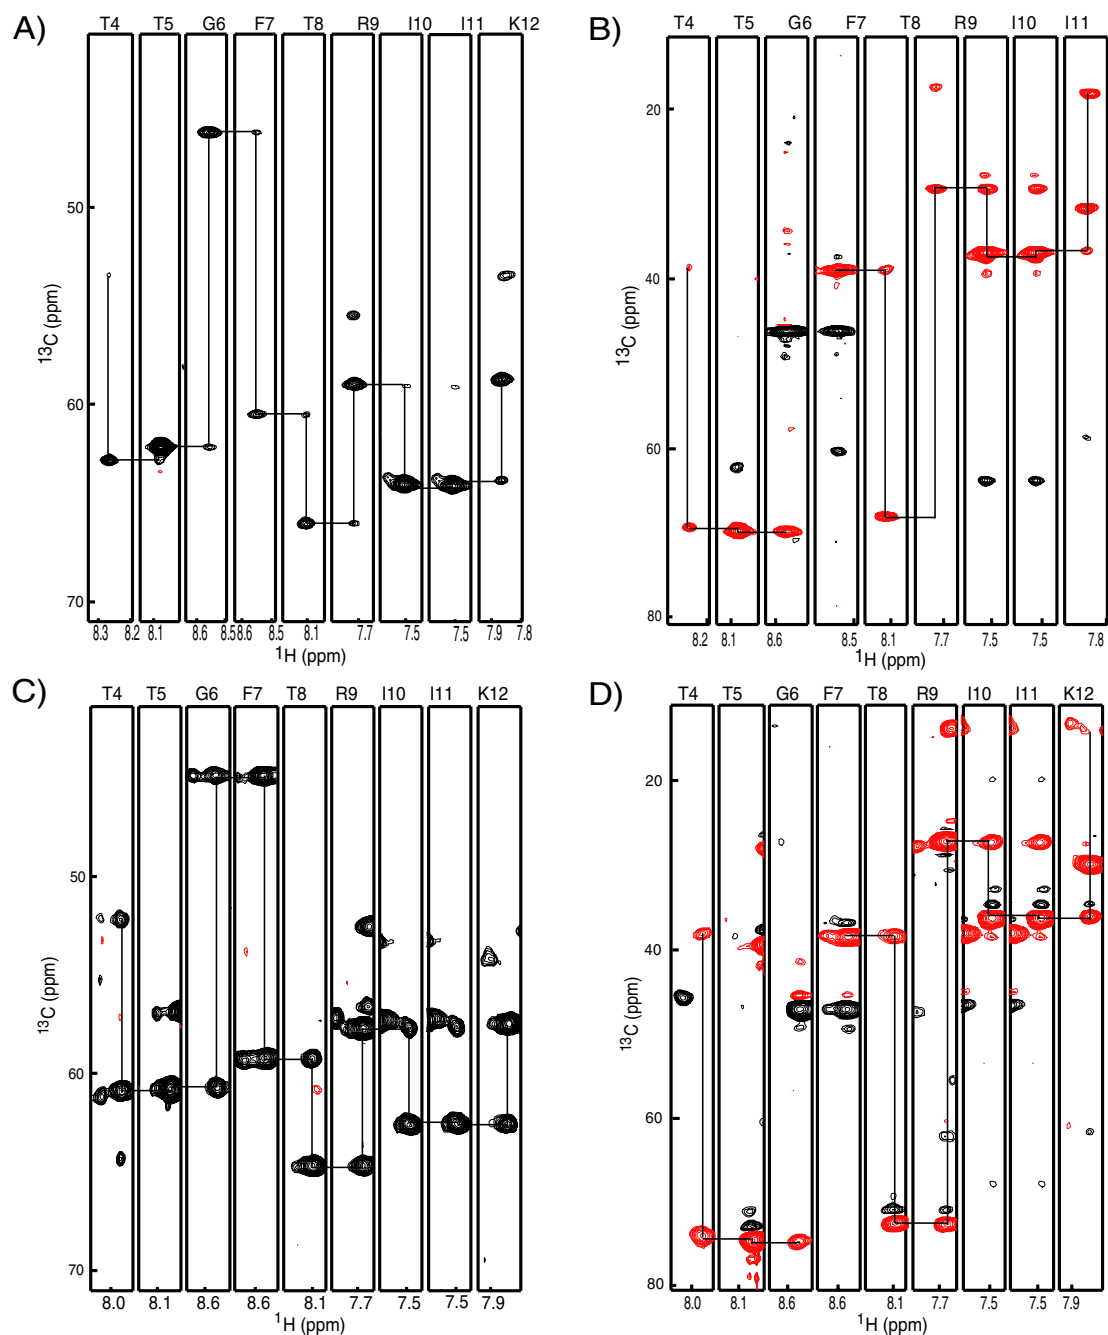 A)
T4 T5 G6 F7 T8 R9 I10 I11 K12
50
60
70
13C (ppm)
8.3 8.2 8.1 8.6 8.5 8.6 8.5 8.1 7.7 7.5 7.5 7.9 7.8
1H (ppm)
B)
T4 T5 G6 F7 T8 R9 I10 I11
20
40
60
80
13C (ppm)
8.2 8.1 8.6 8.5 8.1 7.7 7.5 7.5 7.8
1H (ppm)
C)
T4 T5 G6 F7 T8 R9 I10 I11 K12
50
60
70
13C (ppm)
8.0 8.1 8.6 8.6 8.1 7.7 7.5 7.5 7.9
1H (ppm)
D)
T4 T5 G6 F7 T8 R9 I10 I11 K12
20
40
60
80
13C (ppm)
8.0 8.1 8.6 8.6 8.1 7.7 7.5 7.5 7.9
1H (ppm)